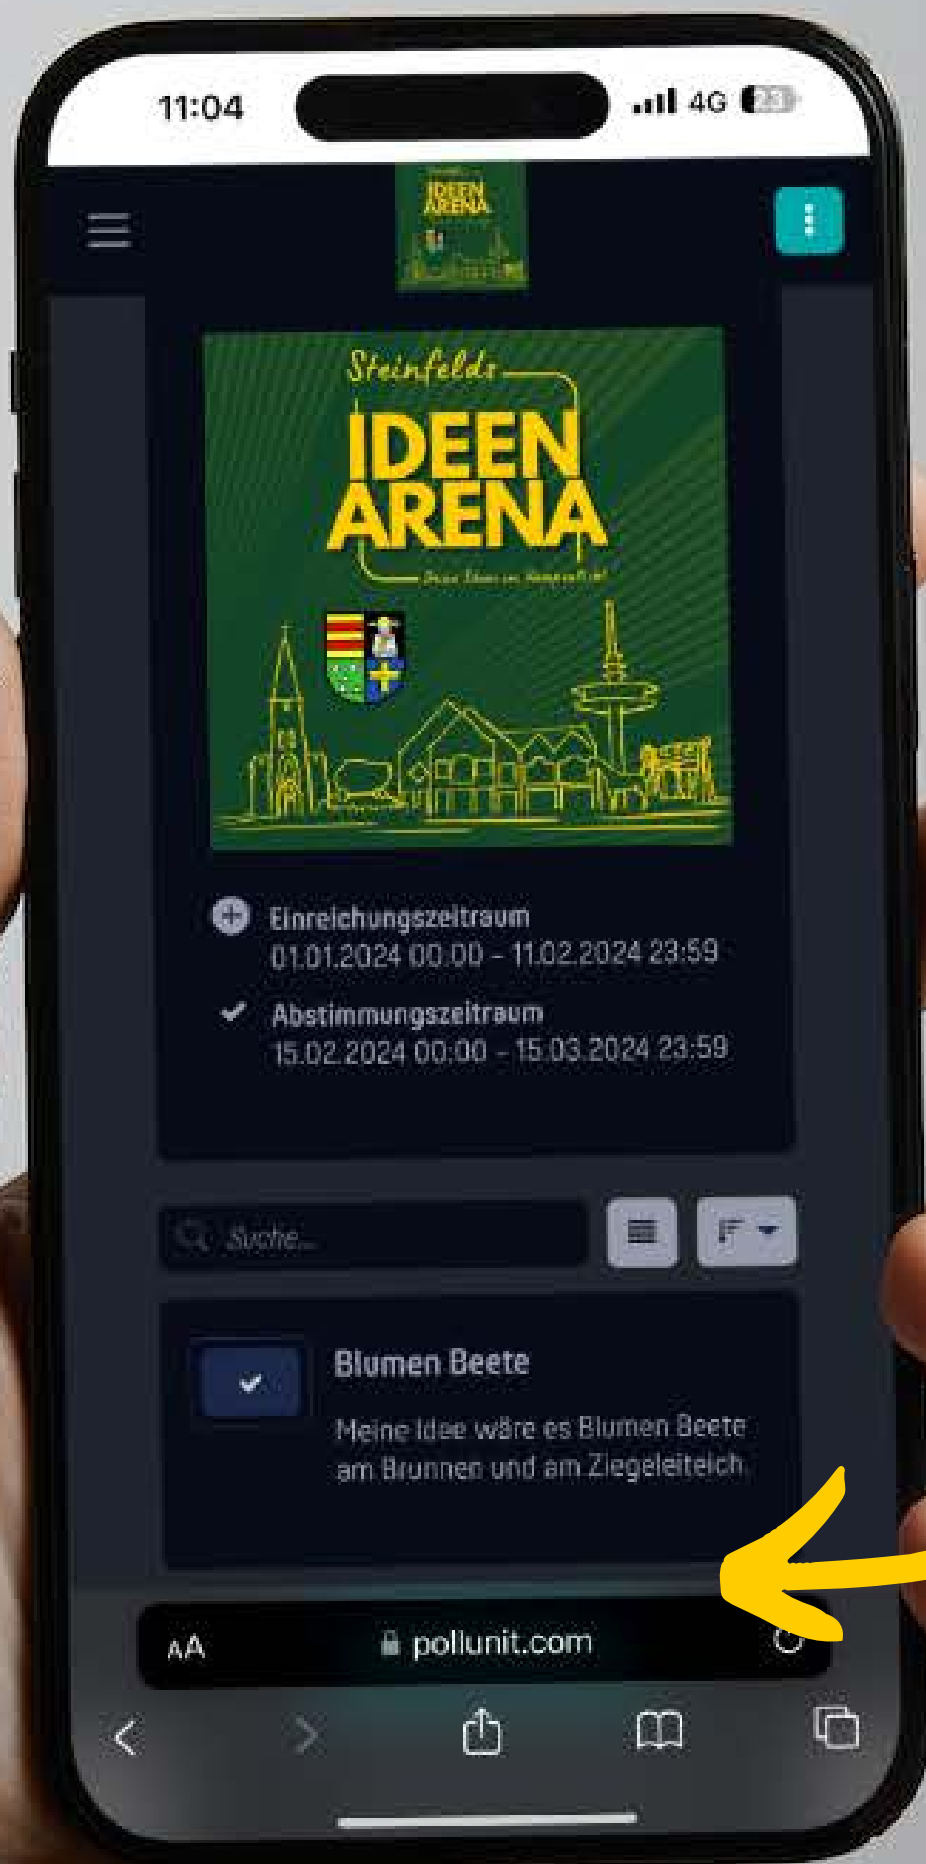 11:04
4G 23
IDEEN
ARENA
Steinfelds
IDEEN
ARENA
Einreichungszeitraum
01.01.2024 00:00 - 11.02.2024 23:59
Abstimmungszeitraum
15.02.2024 00:00 - 15.03.2024 23:59
Suche...
Blumen Beete
Meine Idee wäre es Blumen Beete
am Brunnen und am Ziegeleiteich.
AA pollunit.com